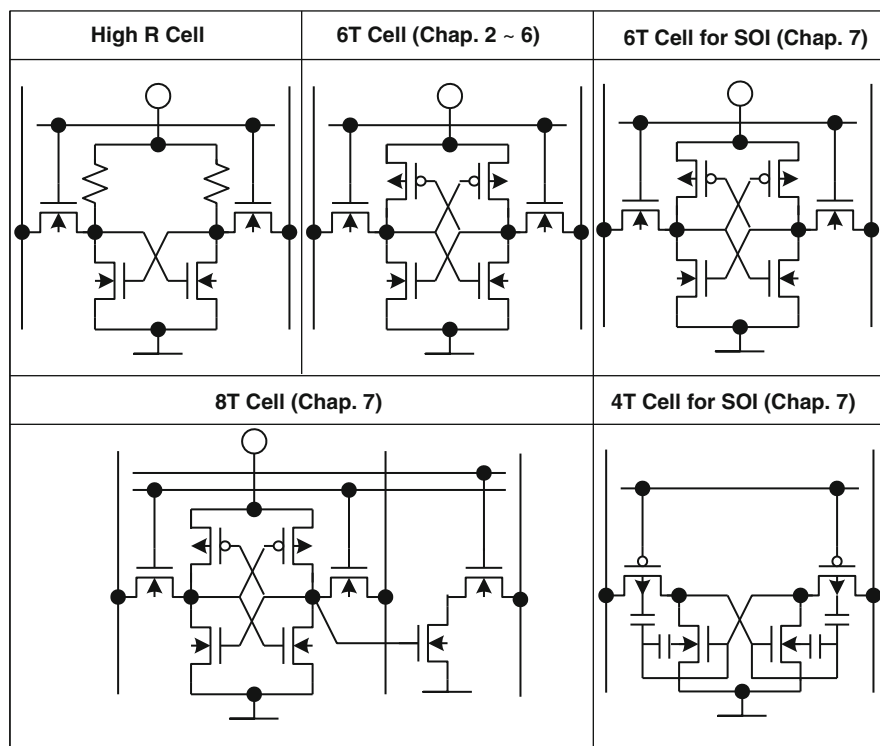 High R Cell
6T Cell (Chap. 2 ~ 6)
6T Cell for SOI (Chap. 7)
8T Cell (Chap. 7)
4T Cell for SOI (Chap. 7)